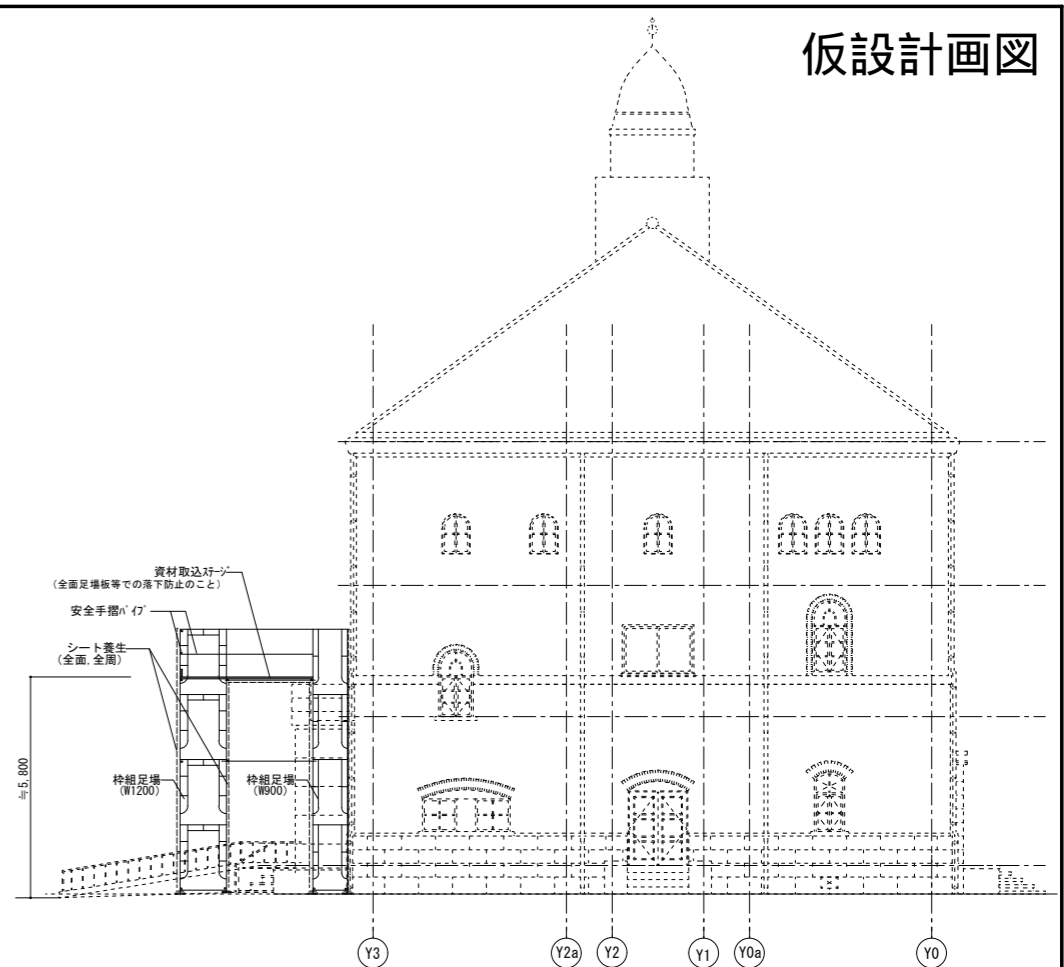 仮設計画図
資材取込ｽﾃｰｼﾞ
（全面足場板等での落下防止のこと）
安全手摺ﾊﾟｲﾌﾟ
シート養生
（全面,全周）
≒5,800
枠組足場
(W1200)
枠組足場
(W900)
Y3
Y2a
Y2
Y1
Y0a
Y0